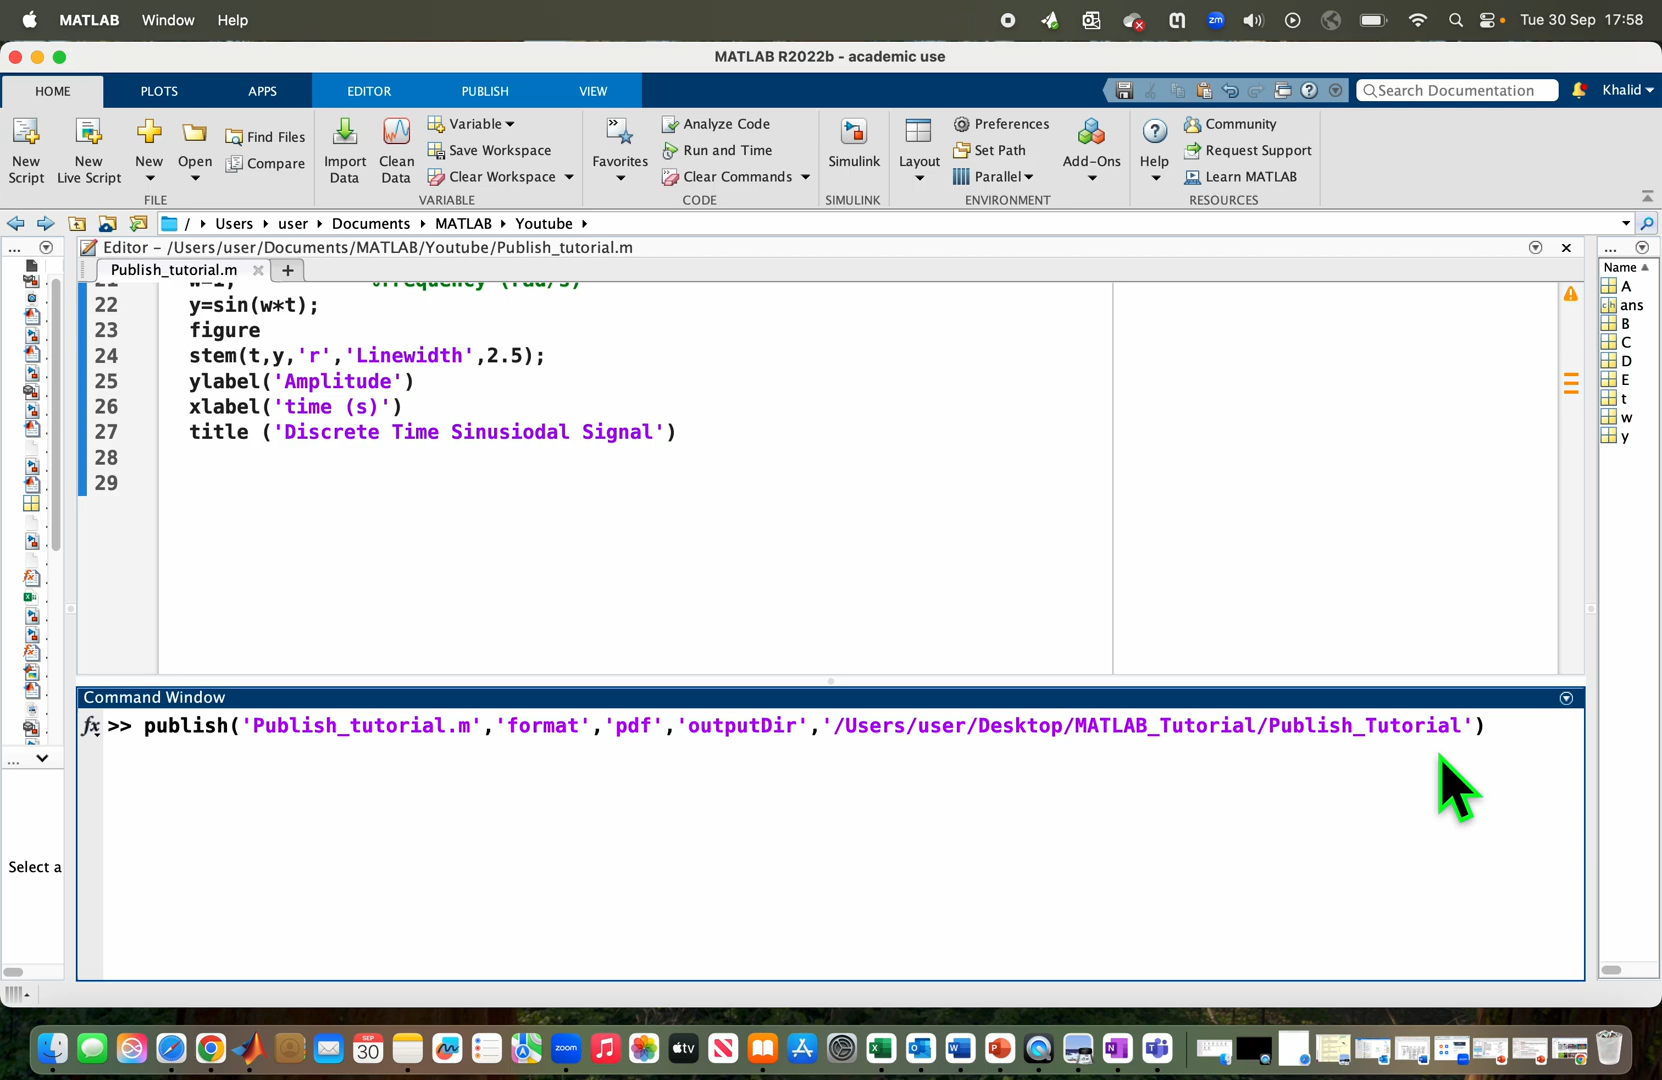 MATLAB Window Help
zm
Tue 30 Sep 17:58
MATLAB R2022b - academic use
HOME PLOTS APPS EDITOR PUBLISH VIEW
Search Documentation
Khalid
New Script
New Live Script
New
Open
Find Files
Compare
FILE
Import Data
Clean Data
Variable
Save Workspace
Clear Workspace
VARIABLE
Favorites
Analyze Code
Run and Time
Clear Commands
CODE
Simulink
SIMULINK
Layout
Preferences
Set Path
Parallel
Add-Ons
ENVIRONMENT
Help
Community
Request Support
Learn MATLAB
RESOURCES
/ Users user Documents MATLAB Youtube
...
Editor - /Users/user/Documents/MATLAB/Youtube/Publish_tutorial.m
...
Publish_tutorial.m
+
Name
A
ans
B
C
D
E
t
w
y
22 y=sin(w*t);
23 figure
24 stem(t,y,'r','Linewidth',2.5);
25 ylabel('Amplitude')
26 xlabel('time (s)')
27 title ('Discrete Time Sinusiodal Signal')
28
29
Command Window
fx >> publish('Publish_tutorial.m','format','pdf','outputDir','/Users/user/Desktop/MATLAB_Tutorial/Publish_Tutorial')
...
Select a
SEP
30
zoom
tv